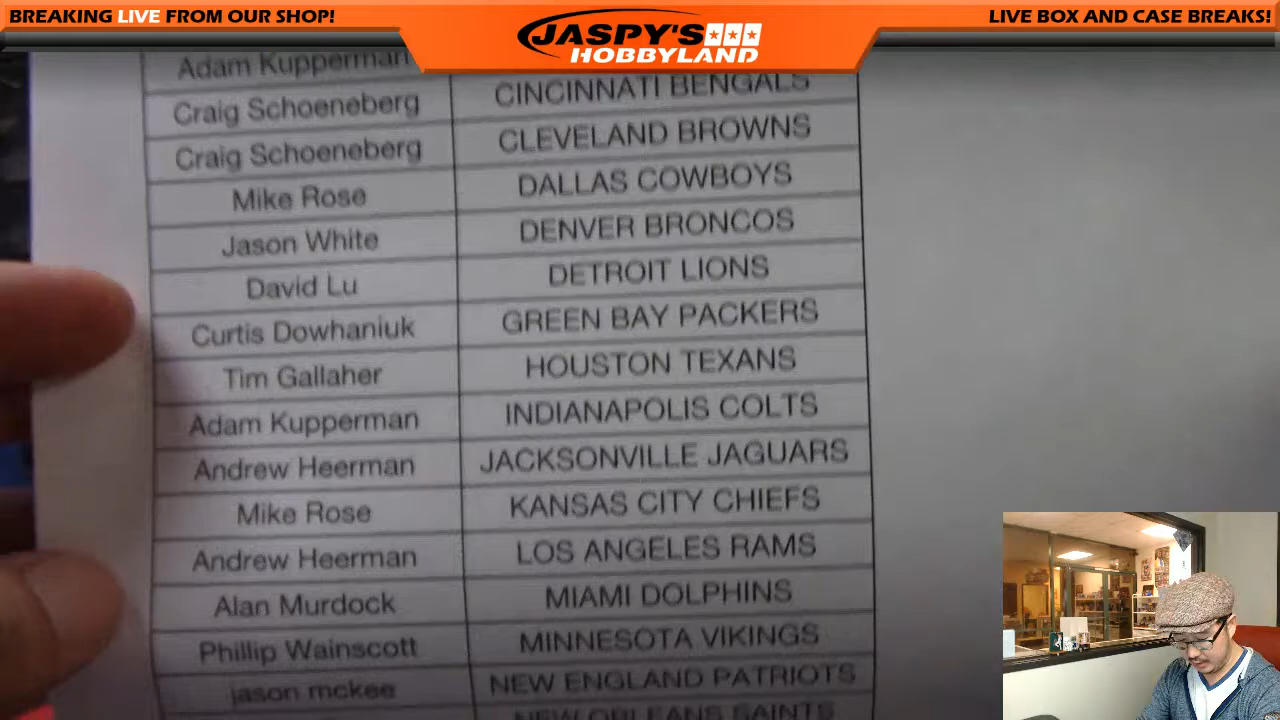 BREAKING LIVE FROM OUR SHOP!
JASPY'S
HOBBYLAND
LIVE BOX AND CASE BREAKS!
Adam Kupperman
Craig Schoeneberg CINCINNATI BENGALS
Craig Schoeneberg CLEVELAND BROWNS
Mike Rose DALLAS COWBOYS
Jason White DENVER BRONCOS
David Lu DETROIT LIONS
Curtis Dowhaniuk GREEN BAY PACKERS
Tim Gallaher HOUSTON TEXANS
Adam Kupperman INDIANAPOLIS COLTS
Andrew Heerman JACKSONVILLE JAGUARS
Mike Rose KANSAS CITY CHIEFS
Andrew Heerman LOS ANGELES RAMS
Alan Murdock MIAMI DOLPHINS
Phillip Wainscott MINNESOTA VIKINGS
jason mckee NEW ENGLAND PATRIOTS
NEW ORLEANS SAINTS